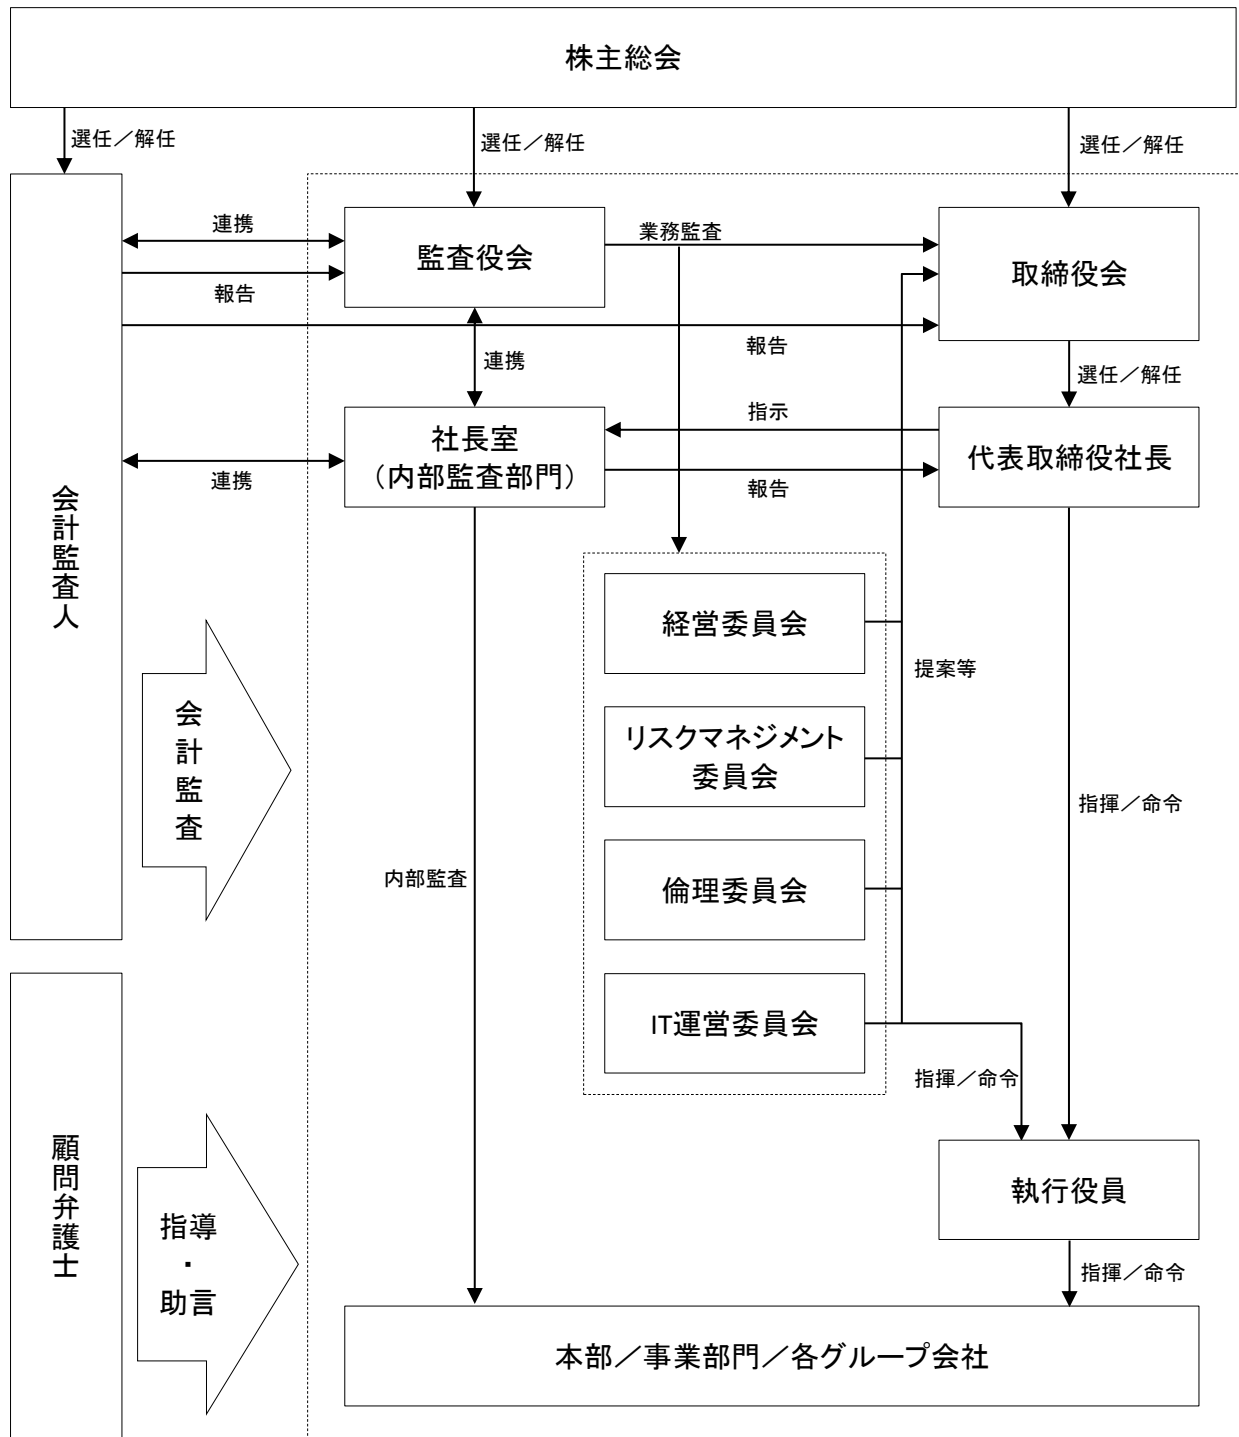 株主総会
選任／解任
選任／解任
選任／解任
連携
監査役会
業務監査
取締役会
報告
報告
連携
選任／解任
社長室
（内部監査部門）
指示
代表取締役社長
連携
報告
会計監査人
経営委員会
提案等
会計監査
リスクマネジメント
委員会
指揮／命令
内部監査
倫理委員会
IT運営委員会
指揮／命令
顧問弁護士
指導
・
助言
執行役員
指揮／命令
本部／事業部門／各グループ会社